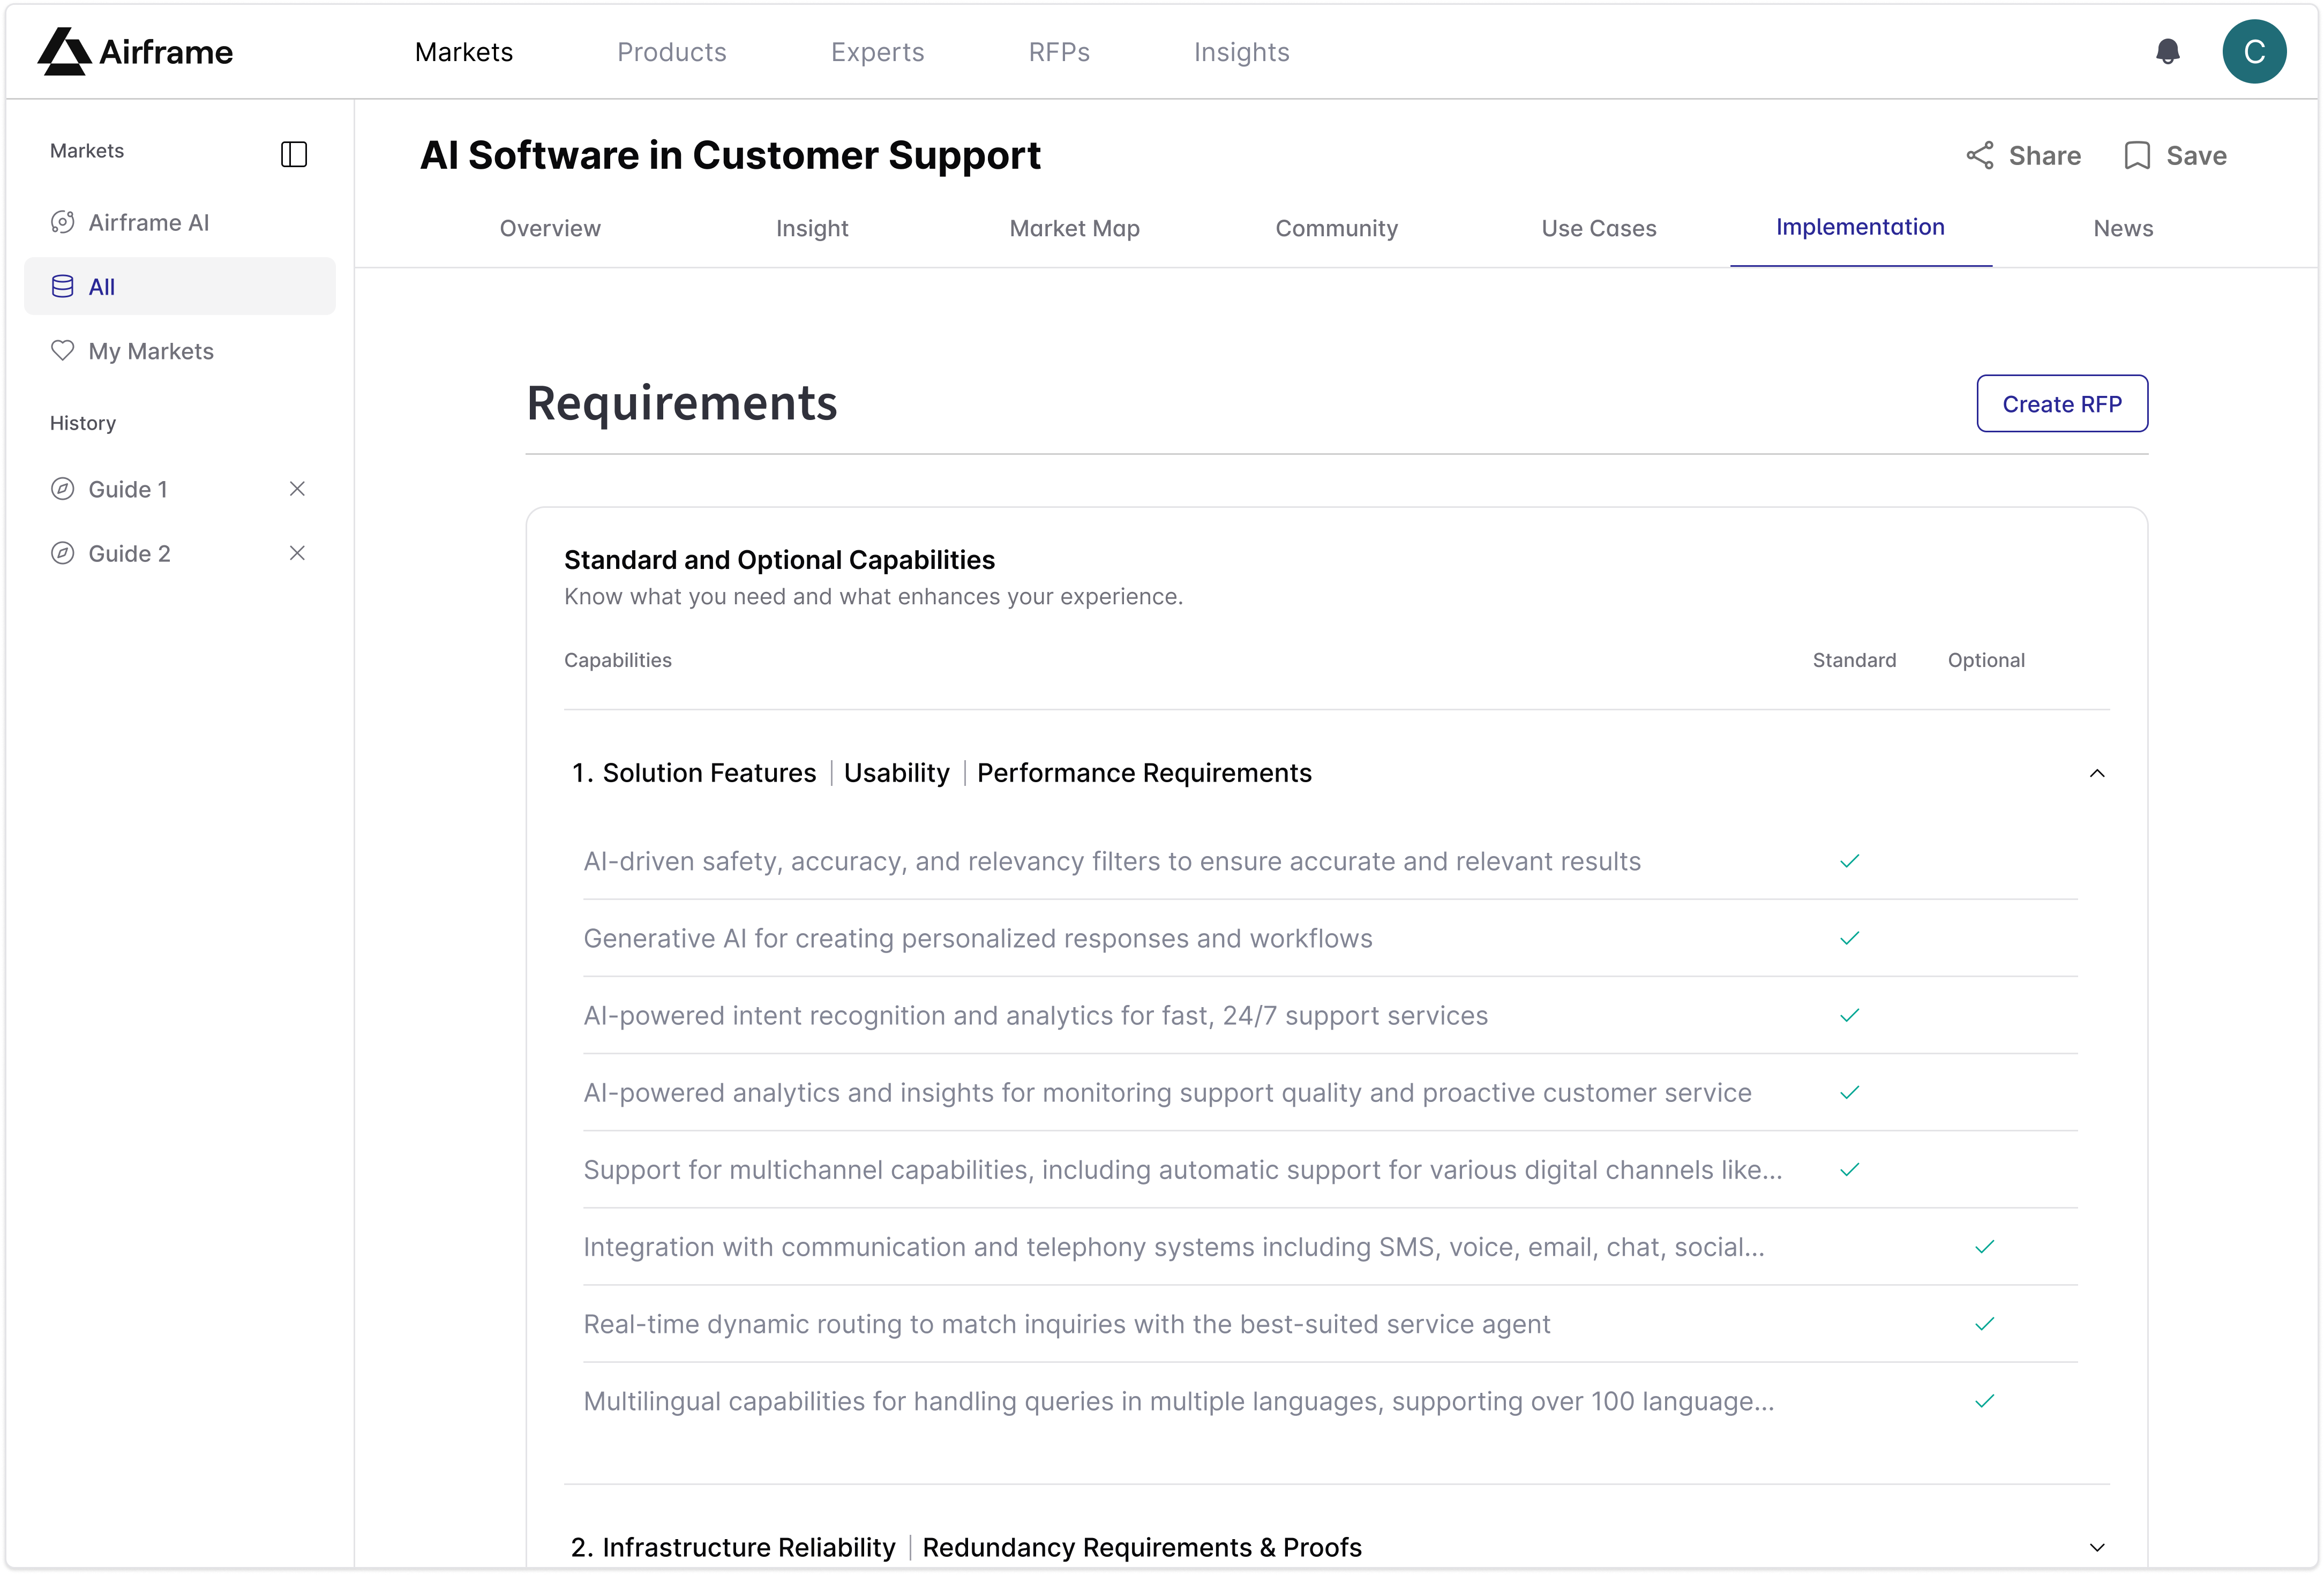 Airframe
Markets Products Experts RFPs Insights
C
Markets
Airframe AI
All
My Markets
History
Guide 1
Guide 2
AI Software in Customer Support
Share Save
Overview Insight Market Map Community Use Cases Implementation News
Requirements
Create RFP
Standard and Optional Capabilities
Know what you need and what enhances your experience.
Capabilities Standard Optional
1. Solution Features | Usability | Performance Requirements
AI-driven safety, accuracy, and relevancy filters to ensure accurate and relevant results
Generative AI for creating personalized responses and workflows
AI-powered intent recognition and analytics for fast, 24/7 support services
AI-powered analytics and insights for monitoring support quality and proactive customer service
Support for multichannel capabilities, including automatic support for various digital channels like...
Integration with communication and telephony systems including SMS, voice, email, chat, social...
Real-time dynamic routing to match inquiries with the best-suited service agent
Multilingual capabilities for handling queries in multiple languages, supporting over 100 language...
2. Infrastructure Reliability | Redundancy Requirements & Proofs